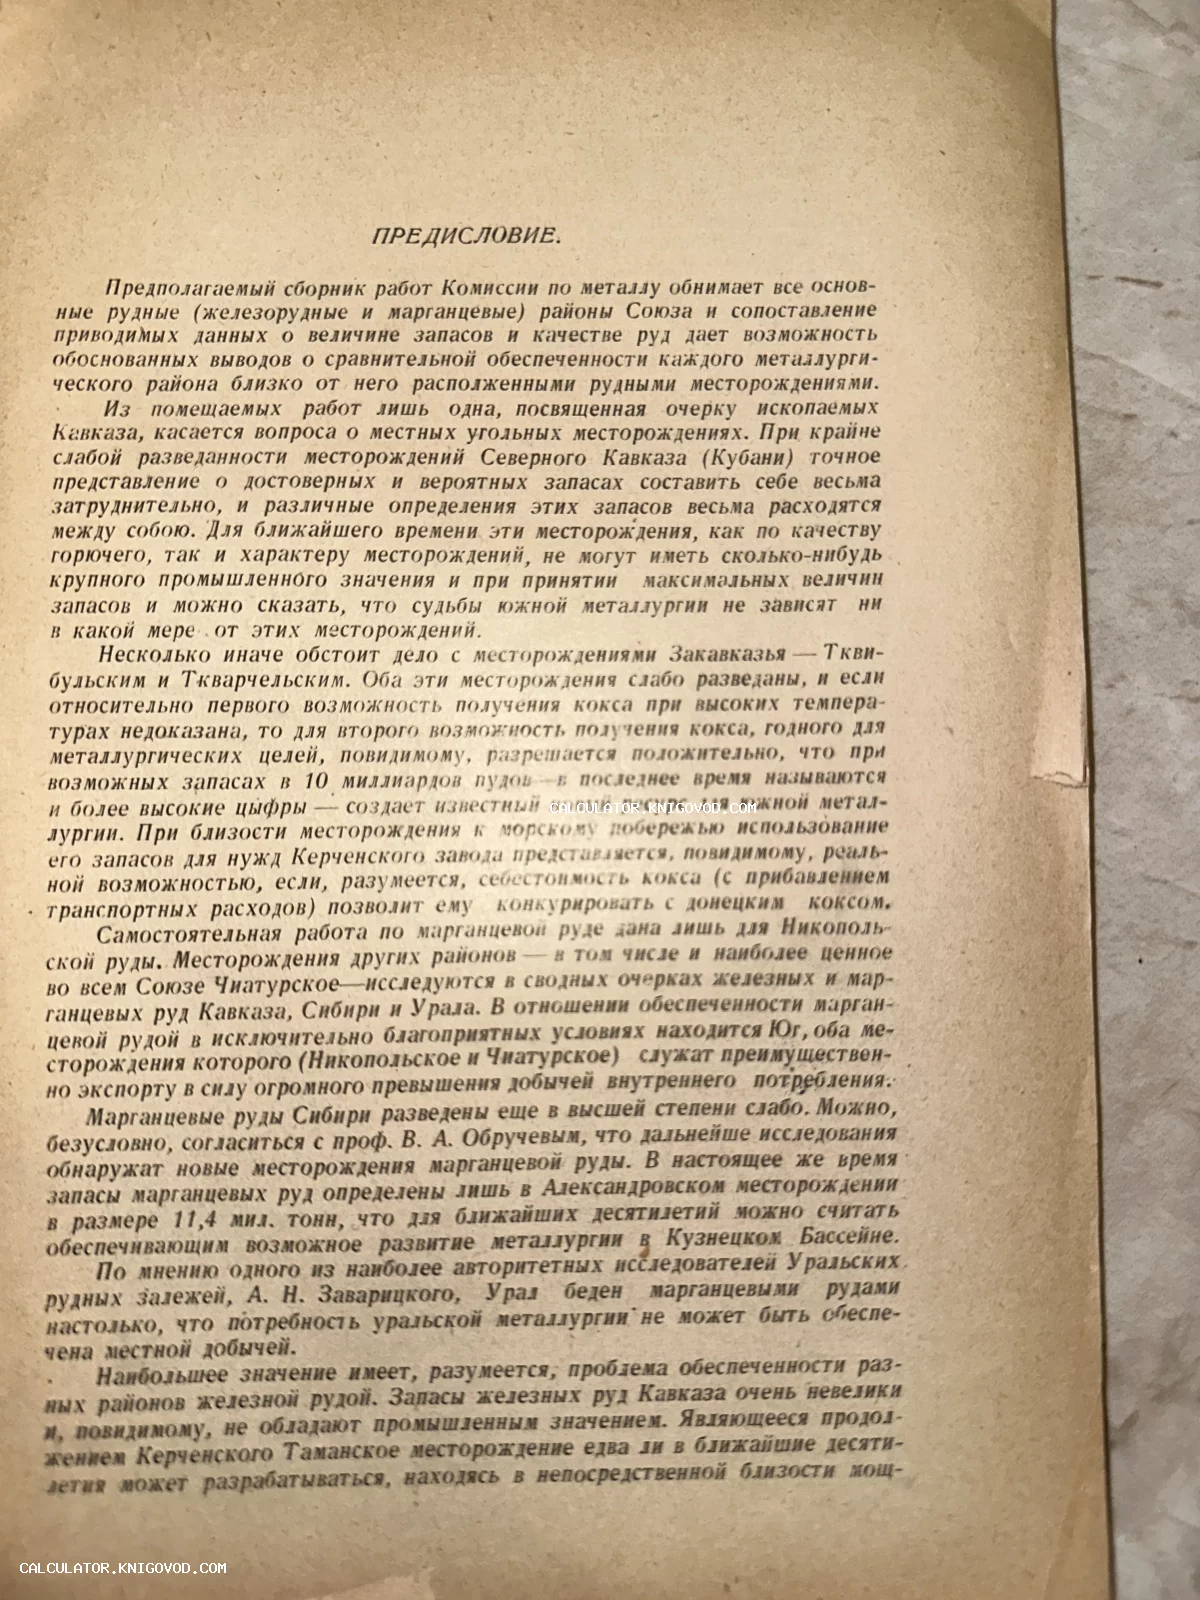 ПРЕДИСЛОВИЕ.
Предполагаемый сборник работ Комиссии по металлу обнимает все основ-
ные рудные (железорудные и марганцевые) районы Союза и сопоставление
приводимых данных о величине запасов и качестве руд дает возможность
обоснованных выводов о сравнительной обеспеченности каждого металлурги-
ческого района близко от него расположенными рудными месторождениями.
Из помещаемых работ лишь одна, посвященная очерку ископаемых
Кавказа, касается вопроса о местных угольных месторождениях. При крайне
слабой разведанности месторождений Северного Кавказа (Кубани) точное
представление о достоверных и вероятных запасах составить себе весьма
затруднительно, и различные определения этих запасов весьма расходятся
между собою. Для ближайшего времени эти месторождения, как по качеству
горючего, так и характеру месторождений, не могут иметь сколько-нибудь
крупного промышленного значения и при принятии максимальных величин
запасов и можно сказать, что судьбы южной металлургии не зависят ни
в какой мере от этих месторождений.
Несколько иначе обстоит дело с месторождениями Закавказья — Ткви-
бульским и Ткварчельским. Оба эти месторождения слабо разведаны, и если
относительно первого возможность получения кокса при высоких темпера-
турах недоказана, то для второго возможность получения кокса, годного для
металлургических целей, повидимому, разрешается положительно, что при
возможных запасах в 10 миллиардов пудов — в последнее время называются
и более высокие цыфры — создает известный CALCULATOR.KNIGOVOD.COM южной метал-
лургии. При близости месторождения к морскому побережью использование
его запасов для нужд Керченского завода представляется, повидимому, реаль-
ной возможностью, если, разумеется, себестоимость кокса (с прибавлением
транспортных расходов) позволит ему конкурировать с донецким коксом.
Самостоятельная работа по марганцевой руде дана лишь для Никополь-
ской руды. Месторождения других районов — в том числе и наиболее ценное
во всем Союзе Чиатурское—исследуются в сводных очерках железных и мар-
ганцевых руд Кавказа, Сибири и Урала. В отношении обеспеченности марган-
цевой рудой в исключительно благоприятных условиях находится Юг, оба ме-
сторождения которого (Никопольское и Чиатурское) служат преимуществен-
но экспорту в силу огромного превышения добычей внутреннего потребления.
Марганцевые руды Сибири разведены еще в высшей степени слабо. Можно,
безусловно, согласиться с проф. В. А. Обручевым, что дальнейше исследования
обнаружат новые месторождения марганцевой руды. В настоящее же время
запасы марганцевых руд определены лишь в Александровском месторождении
в размере 11,4 мил. тонн, что для ближайших десятилетий можно считать
обеспечивающим возможное развитие металлургии в Кузнецком Бассейне.
По мнению одного из наиболее авторитетных исследователей Уральских
рудных залежей, А. Н. Заварицкого, Урал беден марганцевыми рудами
настолько, что потребность уральской металлургии не может быть обеспе-
чена местной добычей.
Наибольшее значение имеет, разумеется, проблема обеспеченности раз-
ных районов железной рудой. Запасы железных руд Кавказа очень невелики
и, повидимому, не обладают промышленным значением. Являющееся продол-
жением Керченского Таманское месторождение едва ли в ближайшие десяти-
летия может разрабатываться, находясь в непосредственной близости мощ-
CALCULATOR.KNIGOVOD.COM